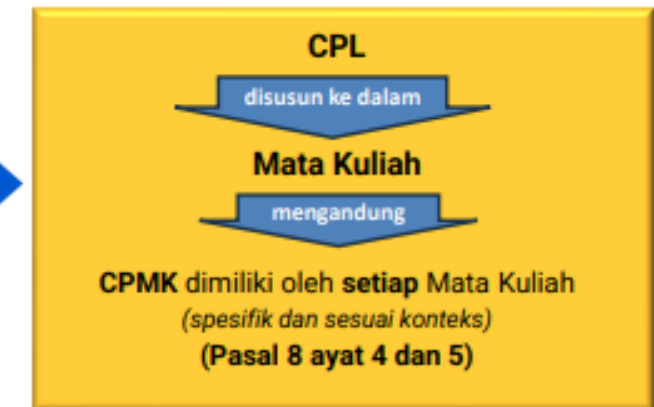 CPL
disusun ke dalam
Mata Kuliah
mengandung
CPMK dimiliki oleh setiap Mata Kuliah
(spesifik dan sesuai konteks)
(Pasal 8 ayat 4 dan 5)